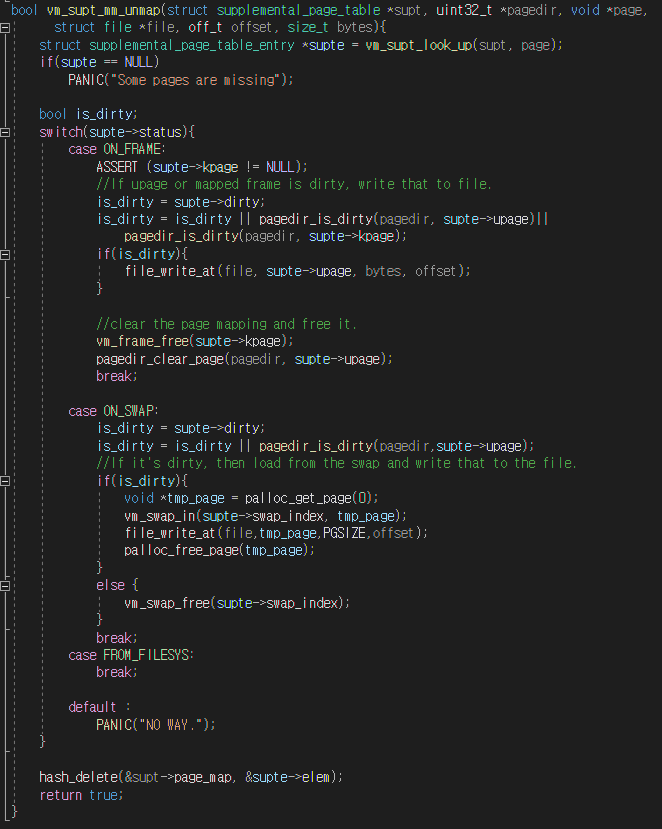 bool vm_supt_mm_unmap(struct supplemental_page_table *supt, uint32_t *pagedir, void *page,
struct file *file, off_t offset, size_t bytes){
struct supplemental_page_table_entry *supte = vm_supt_look_up(supt, page);
if(supte == NULL)
PANIC("Some pages are missing");
bool is_dirty;
switch(supte->status){
case ON_FRAME:
ASSERT (supte->kpage != NULL);
//If upage or mapped frame is dirty, write that to file.
is_dirty = supte->dirty;
is_dirty = is_dirty || pagedir_is_dirty(pagedir, supte->upage)||
pagedir_is_dirty(pagedir, supte->kpage);
if(is_dirty){
file_write_at(file, supte->upage, bytes, offset);
}
//clear the page mapping and free it.
vm_frame_free(supte->kpage);
pagedir_clear_page(pagedir, supte->upage);
break;
case ON_SWAP:
is_dirty = supte->dirty;
is_dirty = is_dirty || pagedir_is_dirty(pagedir,supte->upage);
//If it's dirty, then load from the swap and write that to the file.
if(is_dirty){
void *tmp_page = palloc_get_page(0);
vm_swap_in(supte->swap_index, tmp_page);
file_write_at(file,tmp_page,PGSIZE,offset);
palloc_free_page(tmp_page);
}
else {
vm_swap_free(supte->swap_index);
}
break;
case FROM_FILESYS:
break;
default :
PANIC("NO WAY.");
}
hash_delete(&supt->page_map, &supte->elem);
return true;
}